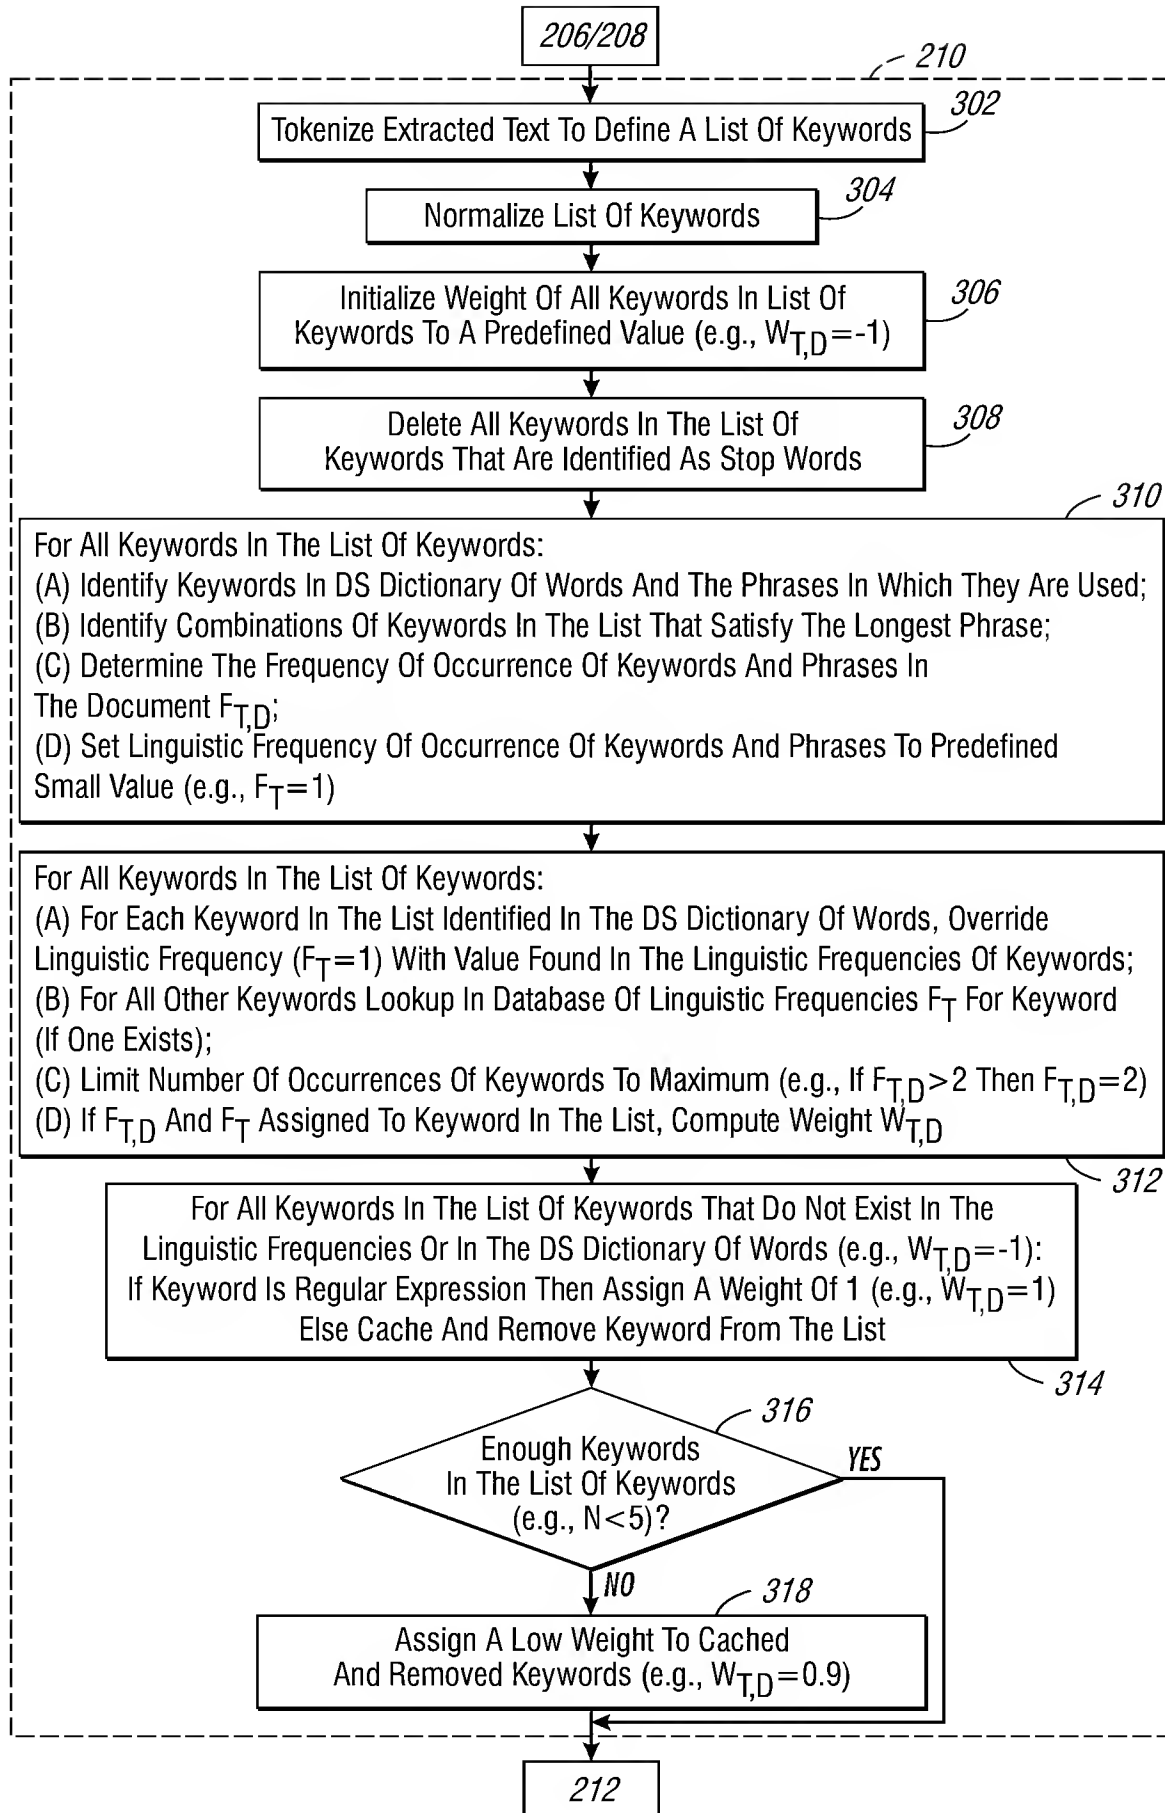 206/208
210
Tokenize Extracted Text To Define A List Of Keywords
302
Normalize List Of Keywords
304
Initialize Weight Of All Keywords In List Of
Keywords To A Predefined Value (e.g., WT,D=-1)
306
Delete All Keywords In The List Of
Keywords That Are Identified As Stop Words
308
310
For All Keywords In The List Of Keywords:
(A) Identify Keywords In DS Dictionary Of Words And The Phrases In Which They Are Used;
(B) Identify Combinations Of Keywords In The List That Satisfy The Longest Phrase;
(C) Determine The Frequency Of Occurrence Of Keywords And Phrases In
The Document FT,D;
(D) Set Linguistic Frequency Of Occurrence Of Keywords And Phrases To Predefined
Small Value (e.g., FT=1)
For All Keywords In The List Of Keywords:
(A) For Each Keyword In The List Identified In The DS Dictionary Of Words, Override
Linguistic Frequency (FT=1) With Value Found In The Linguistic Frequencies Of Keywords;
(B) For All Other Keywords Lookup In Database Of Linguistic Frequencies FT For Keyword
(If One Exists);
(C) Limit Number Of Occurrences Of Keywords To Maximum (e.g., If FT,D>2 Then FT,D=2)
(D) If FT,D And FT Assigned To Keyword In The List, Compute Weight WT,D
312
For All Keywords In The List Of Keywords That Do Not Exist In The
Linguistic Frequencies Or In The DS Dictionary Of Words (e.g., WT,D=-1):
If Keyword Is Regular Expression Then Assign A Weight Of 1 (e.g., WT,D=1)
Else Cache And Remove Keyword From The List
314
316
Enough Keywords
In The List Of Keywords
(e.g., N<5)?
YES
NO
318
Assign A Low Weight To Cached
And Removed Keywords (e.g., WT,D=0.9)
212